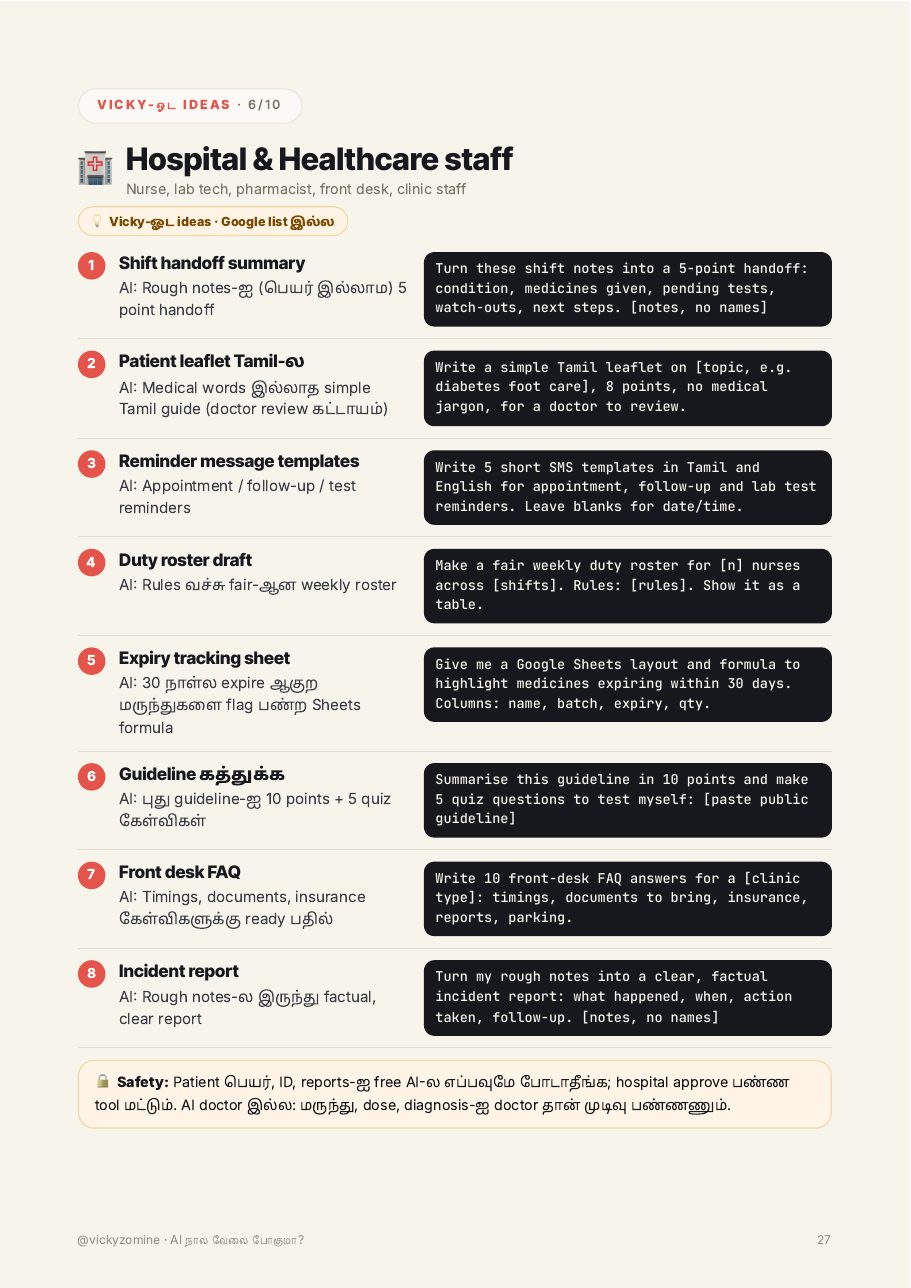 VICKY-ஓட IDEAS · 6/10
Hospital & Healthcare staff
Nurse, lab tech, pharmacist, front desk, clinic staff
Vicky-ஓட ideas · Google list இல்ல
1
Shift handoff summary
AI: Rough notes-ஐ (பெயர் இல்லாம) 5
point handoff
Turn these shift notes into a 5-point handoff:
condition, medicines given, pending tests,
watch-outs, next steps. [notes, no names]
2
Patient leaflet Tamil-ல
AI: Medical words இல்லாத simple
Tamil guide (doctor review கட்டாயம்)
Write a simple Tamil leaflet on [topic, e.g.
diabetes foot care], 8 points, no medical
jargon, for a doctor to review.
3
Reminder message templates
AI: Appointment / follow-up / test
reminders
Write 5 short SMS templates in Tamil and
English for appointment, follow-up and lab test
reminders. Leave blanks for date/time.
4
Duty roster draft
AI: Rules வச்சு fair-ஆன weekly roster
Make a fair weekly duty roster for [n] nurses
across [shifts]. Rules: [rules]. Show it as a
table.
5
Expiry tracking sheet
AI: 30 நாள்ல expire ஆகுற
மருந்துகளை flag பண்ற Sheets
formula
Give me a Google Sheets layout and formula to
highlight medicines expiring within 30 days.
Columns: name, batch, expiry, qty.
6
Guideline கத்துக்க
AI: புது guideline-ஐ 10 points + 5 quiz
கேள்விகள்
Summarise this guideline in 10 points and make
5 quiz questions to test myself: [paste public
guideline]
7
Front desk FAQ
AI: Timings, documents, insurance
கேள்விகளுக்கு ready பதில்
Write 10 front-desk FAQ answers for a [clinic
type]: timings, documents to bring, insurance,
reports, parking.
8
Incident report
AI: Rough notes-ல இருந்து factual,
clear report
Turn my rough notes into a clear, factual
incident report: what happened, when, action
taken, follow-up. [notes, no names]
Safety: Patient பெயர், ID, reports-ஐ free AI-ல எப்பவுமே போடாதீங்க; hospital approve பண்ண
tool மட்டும். AI doctor இல்ல: மருந்து, dose, diagnosis-ஐ doctor தான் முடிவு பண்ணணும்.
@vickyzomine · AI நால வேலை போகுமா?
27